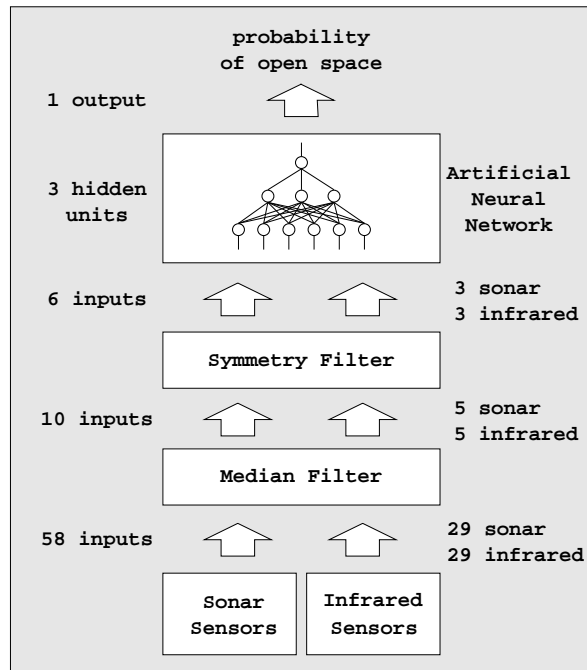 probability
of open space
1 output
3 hidden
units
Artificial
Neural
Network
6 inputs
3 sonar
3 infrared
Symmetry Filter
10 inputs
5 sonar
5 infrared
Median Filter
58 inputs
29 sonar
29 infrared
Sonar
Sensors
Infrared
Sensors